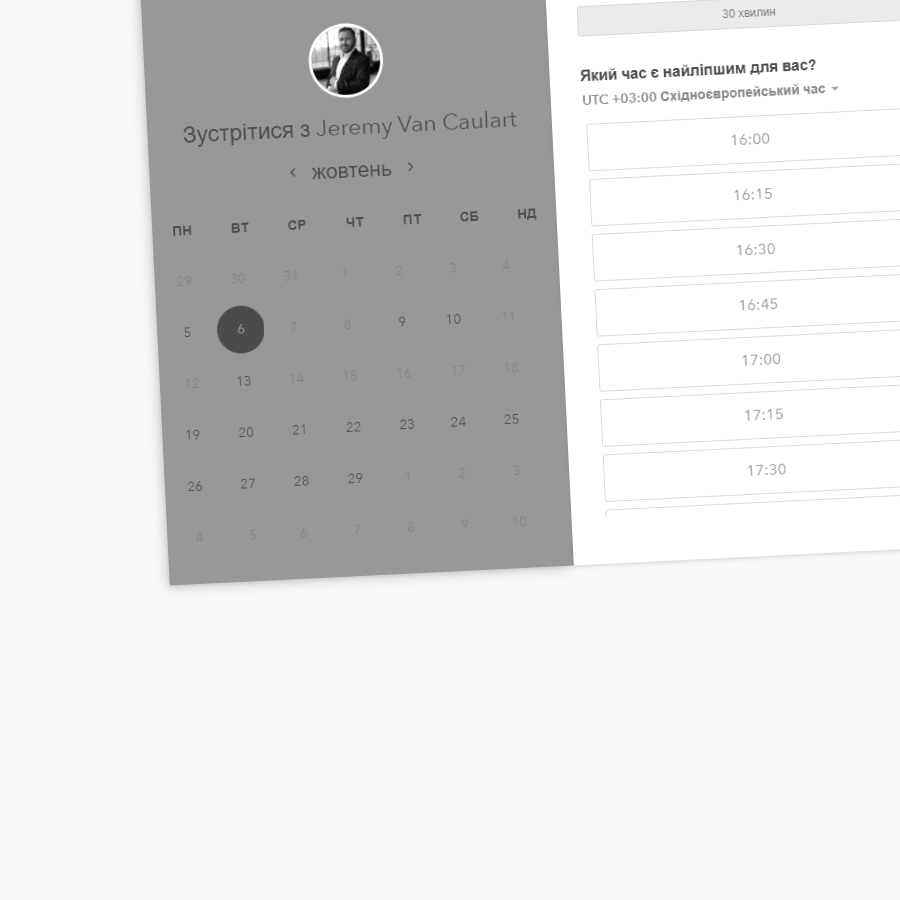 Зустрітися з Jeremy Van Caulart
‹ жовтень ›
ПН ВТ СР ЧТ ПТ СБ НД
29 30 31 1 2 3 4
5 6 7 8 9 10 11
12 13 14 15 16 17 18
19 20 21 22 23 24 25
26 27 28 29 1 2 3
4 5 6 7 8 9 10
30 хвилин
Який час є найліпшим для вас?
UTC +03:00 Східноєвропейський час
16:00
16:15
16:30
16:45
17:00
17:15
17:30